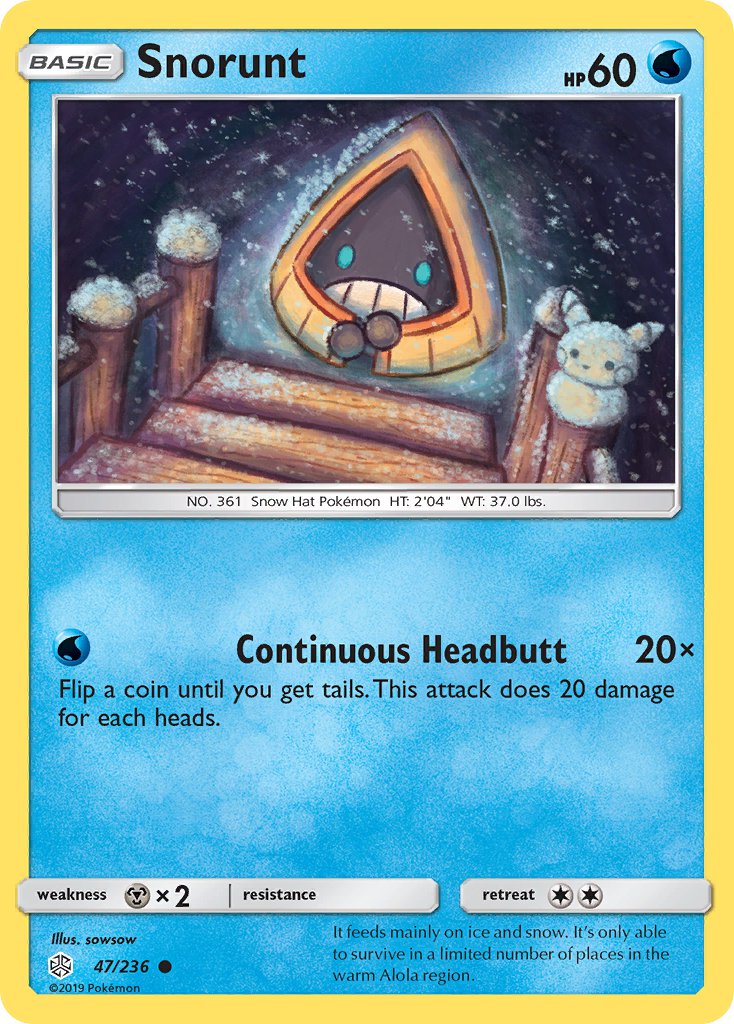 BASIC Snorunt HP60
NO. 361 Snow Hat Pokémon HT: 2'04" WT: 37.0 lbs.
Continuous Headbutt 20×
Flip a coin until you get tails. This attack does 20 damage
for each heads.
weakness ×2 resistance retreat
Illus. sowsow
47/236
©2019 Pokémon
It feeds mainly on ice and snow. It's only able
to survive in a limited number of places in the
warm Alola region.